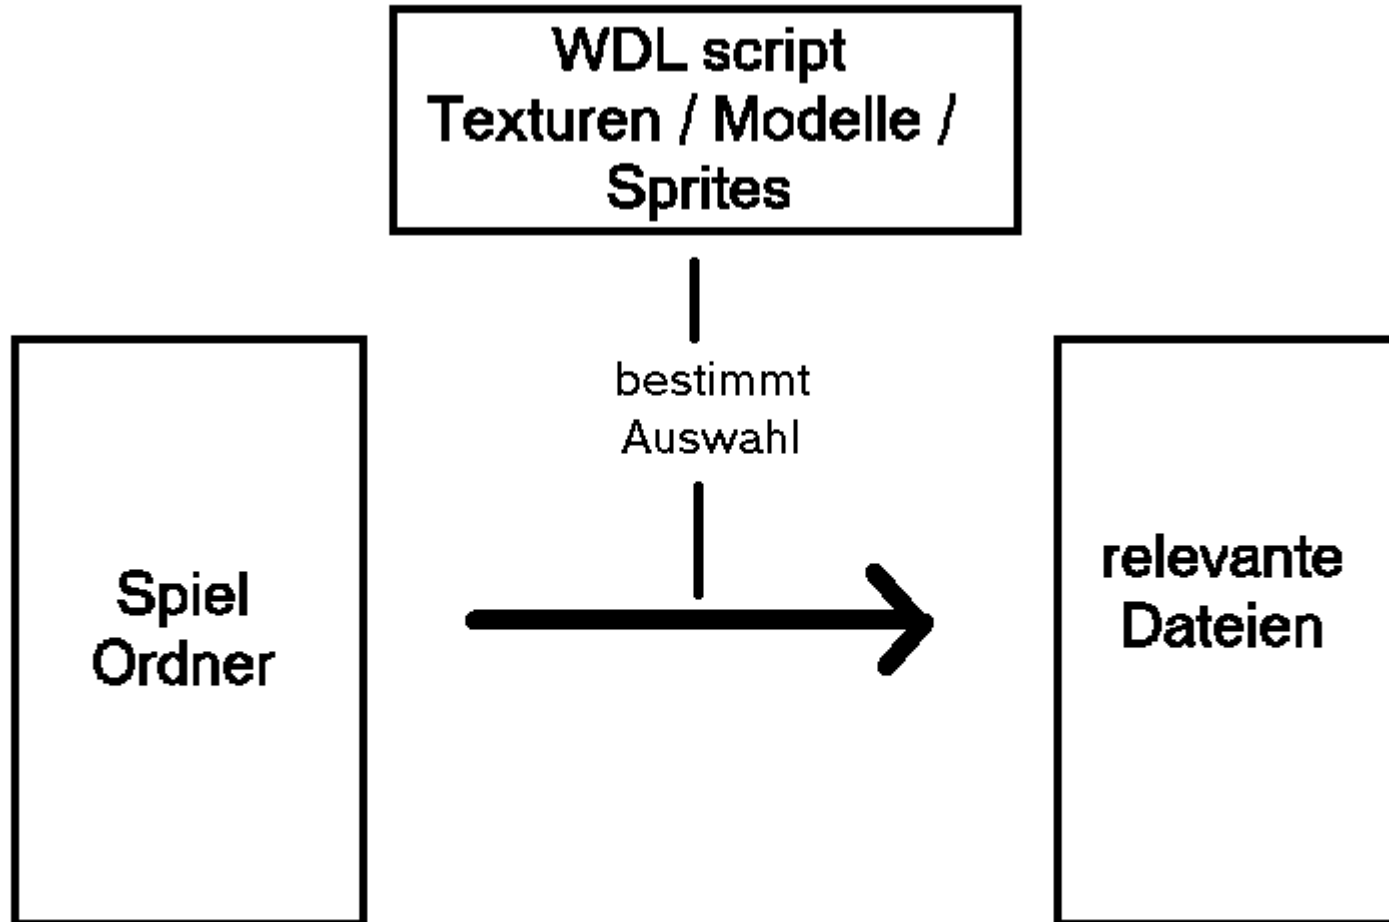 WDL script
Texturen / Modelle /
Sprites
bestimmt
Auswahl
Spiel
Ordner
relevante
Dateien